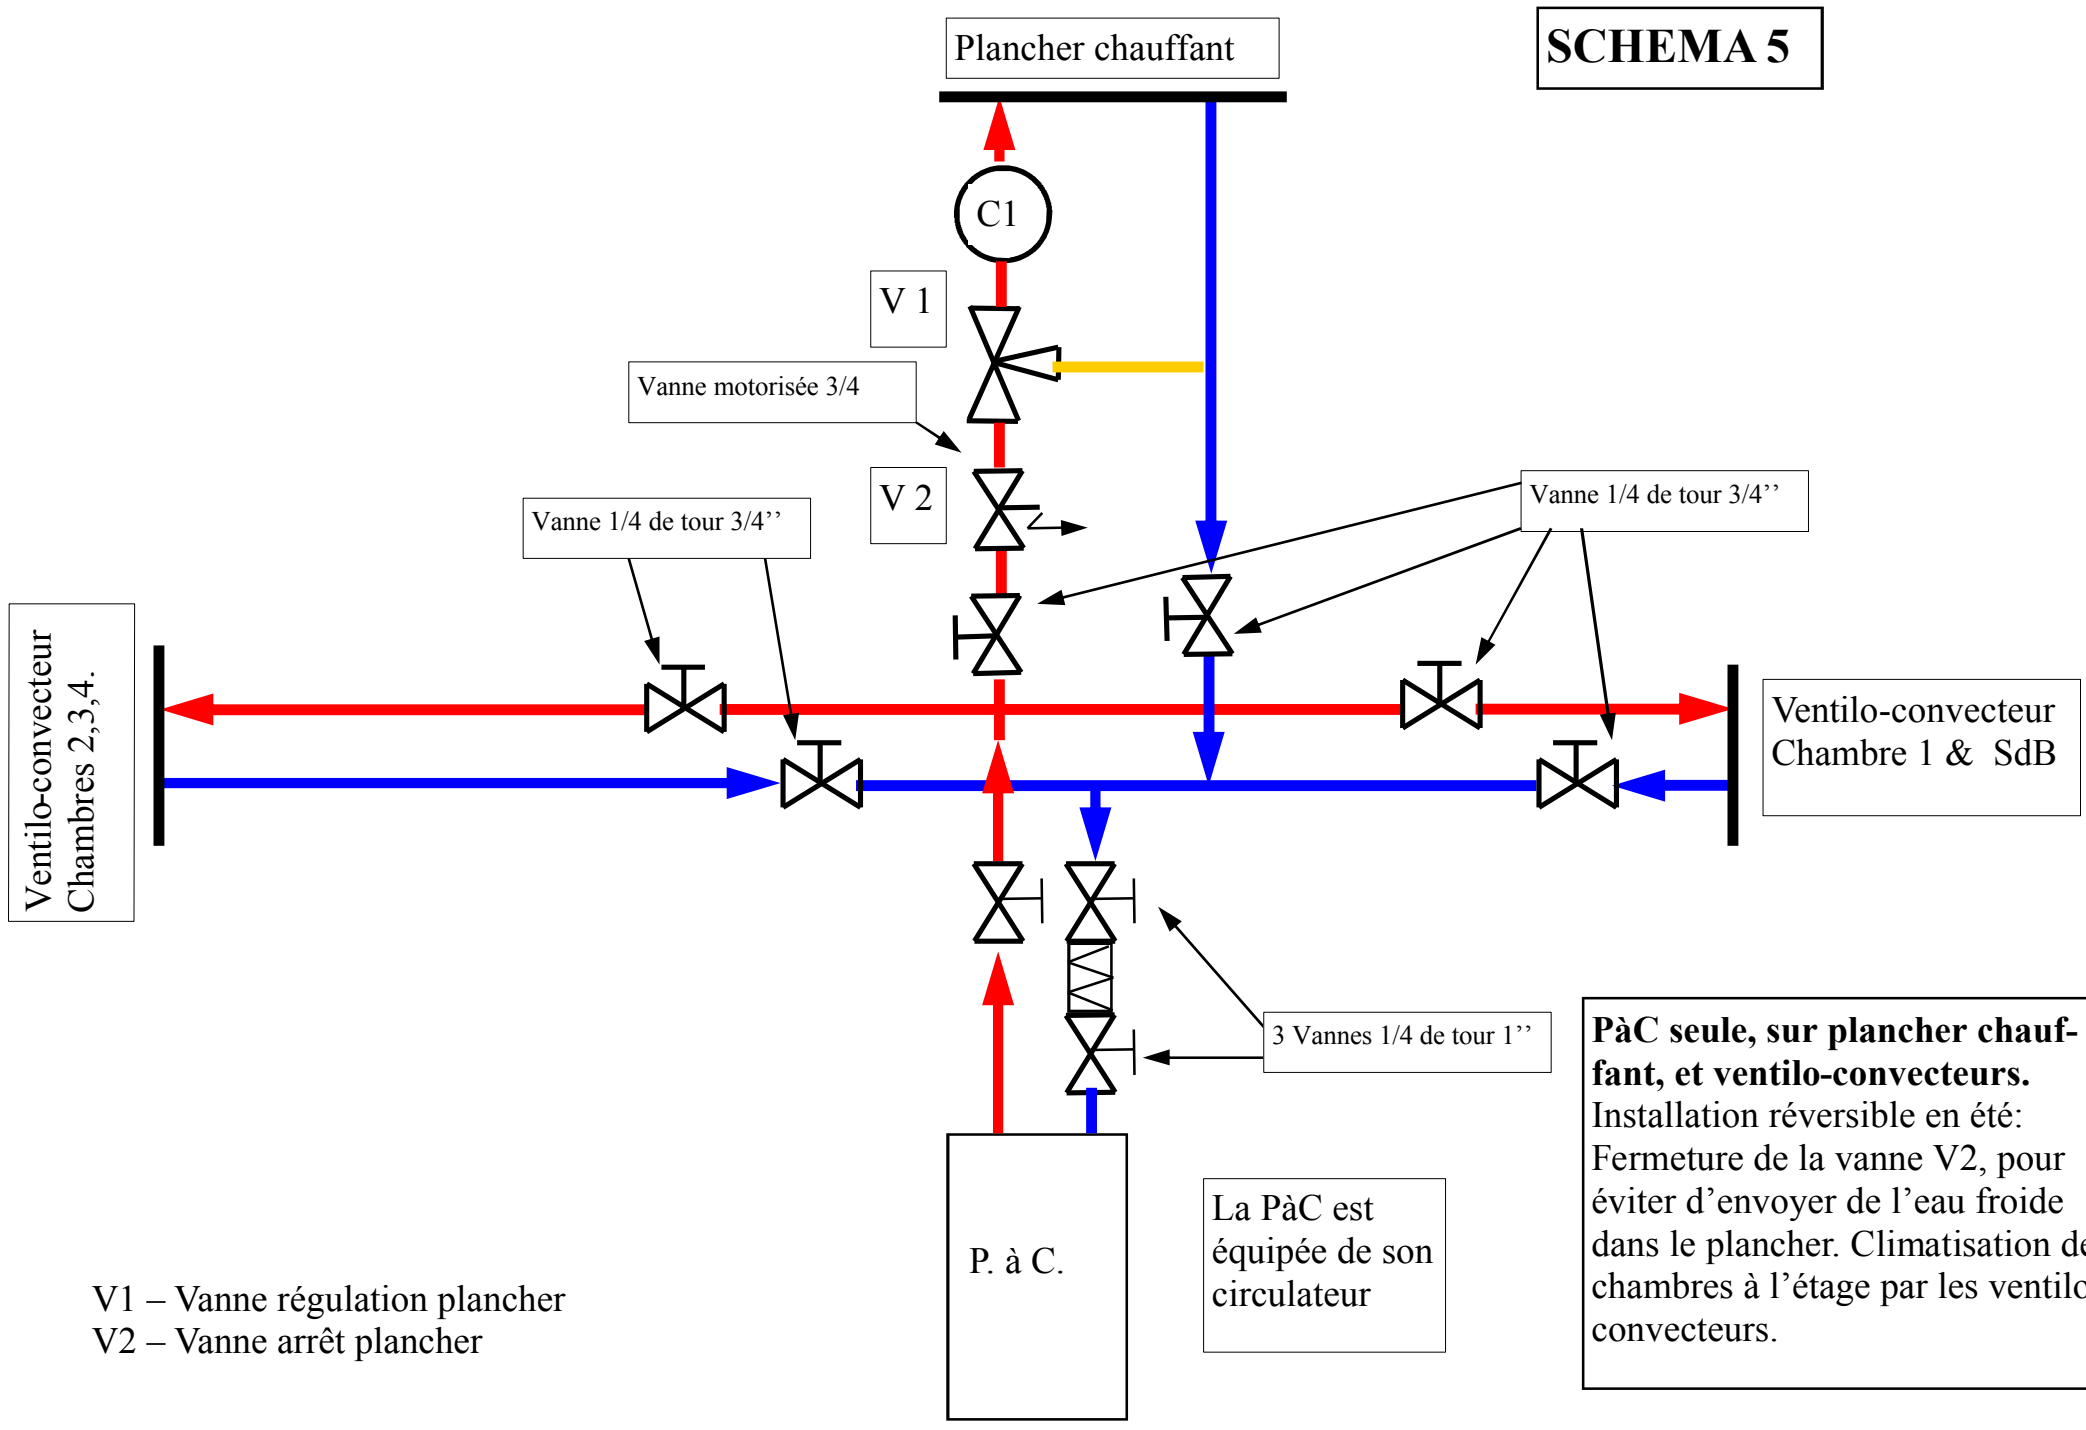 Plancher chauffant
SCHEMA 5
C1
V 1
Vanne motorisée 3/4
V 2
Vanne 1/4 de tour 3/4’’
Vanne 1/4 de tour 3/4’’
Ventilo-convecteur
Chambres 2,3,4.
Ventilo-convecteur
Chambre 1 & SdB
3 Vannes 1/4 de tour 1’’
PàC seule, sur plancher chauf-
fant, et ventilo-convecteurs.
Installation réversible en été:
Fermeture de la vanne V2, pour
éviter d’envoyer de l’eau froide
dans le plancher. Climatisation de
chambres à l’étage par les ventilo
convecteurs.
La PàC est
équipée de son
circulateur
P. à C.
V1 – Vanne régulation plancher
V2 – Vanne arrêt plancher